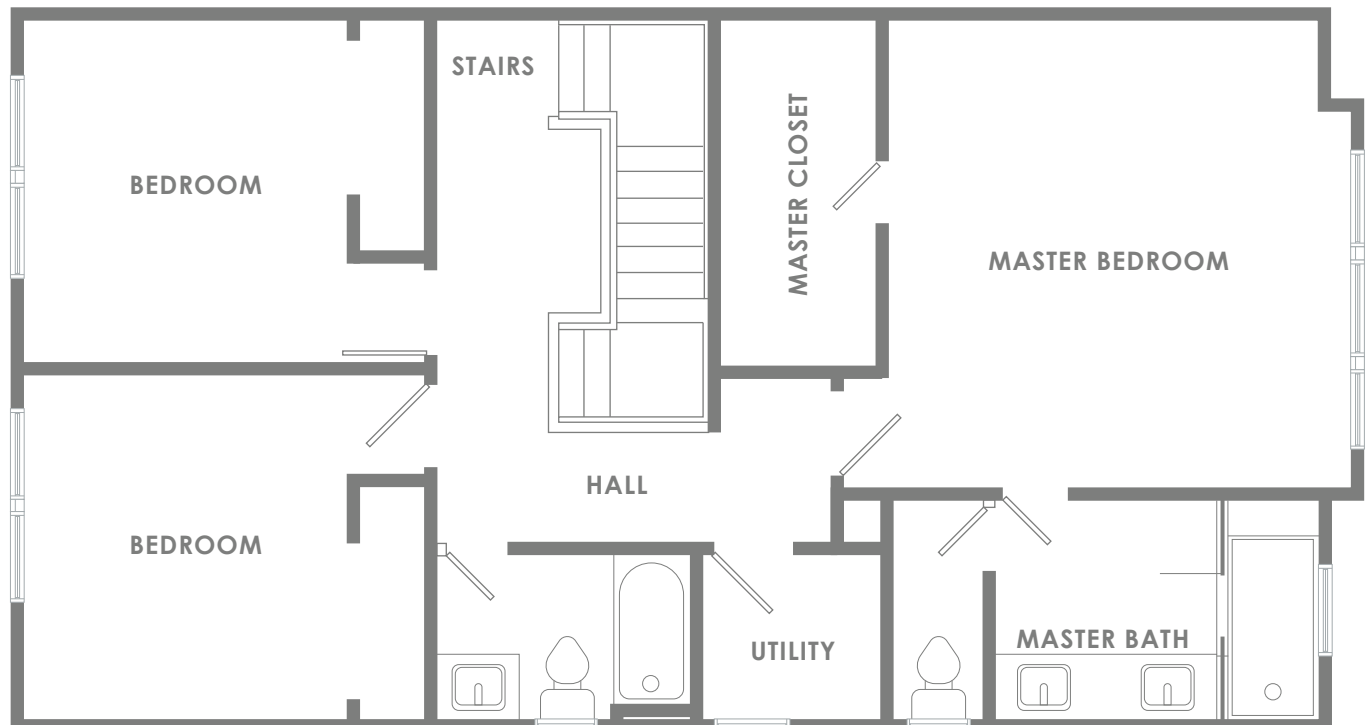 STAIRS
BEDROOM
MASTER CLOSET
MASTER BEDROOM
HALL
BEDROOM
UTILITY
MASTER BATH